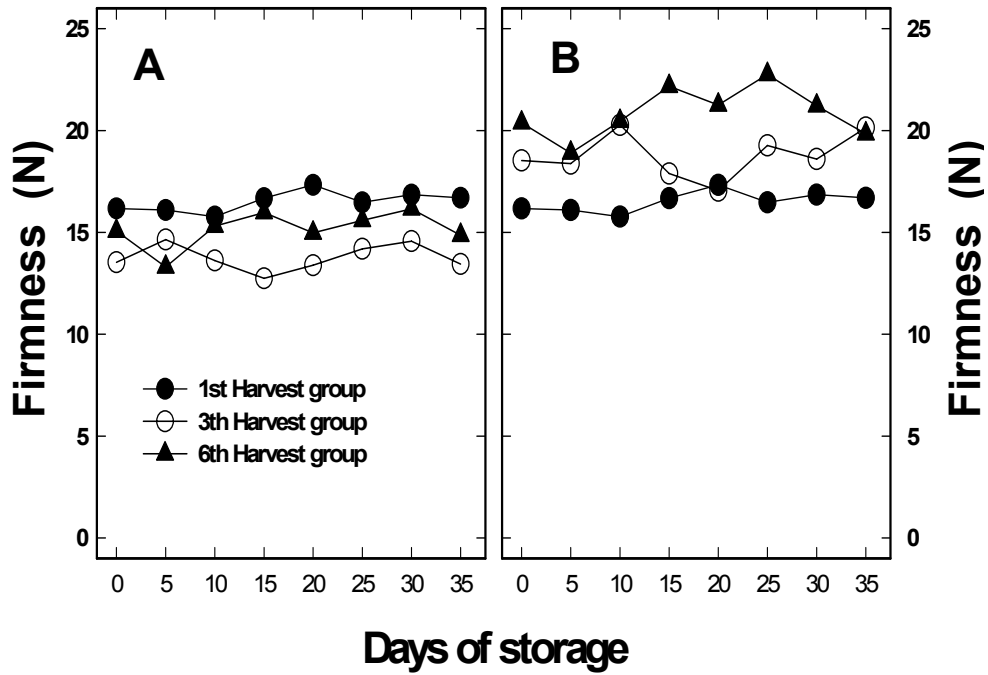 A
B
Firmness (N)
25
20
15
10
5
0
1st Harvest group
3th Harvest group
6th Harvest group
25
20
15
10
5
0
Firmness (N)
0 5 10 15 20 25 30 35
0 5 10 15 20 25 30 35
Days of storage